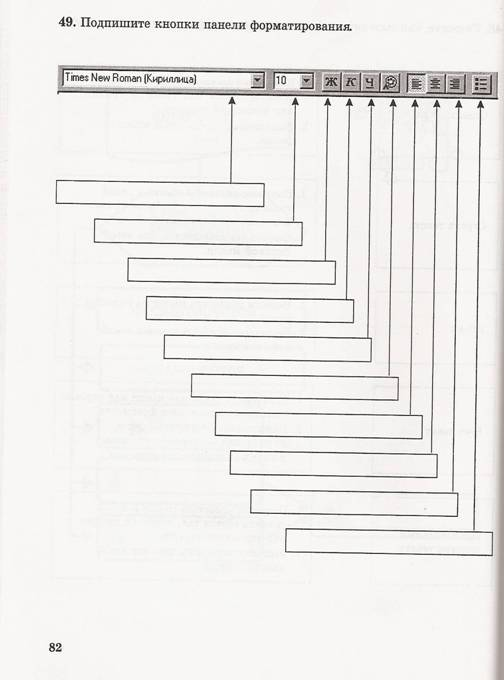 49. Подпишите кнопки панели форматирования.
Times New Roman (Кириллица) 10 Ж К Ч
82